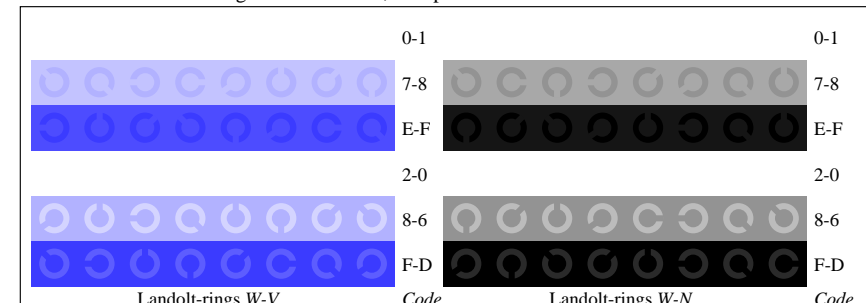 0-1 0-1
7-8 7-8
E-F E-F
2-0 2-0
8-6 8-6
F-D F-D
Landolt-rings W-V Code Landolt-rings W-N Code